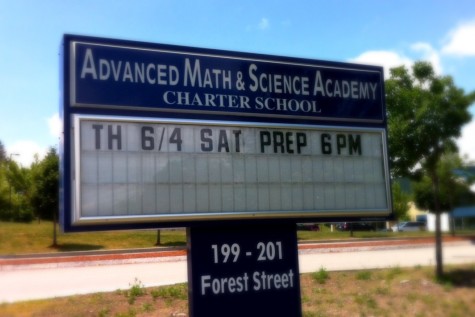 Advanced Math & Science Academy
CHARTER SCHOOL
TH 6/4 SAT PREP 6PM
199 - 201
Forest Street